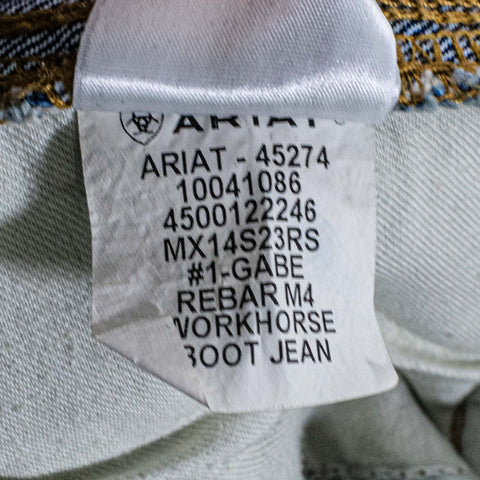 ARIAT
ARIAT - 45274
10041086
4500122246
MX14S23RS
#1-GABE
REBAR M4
WORKHORSE
BOOT JEAN